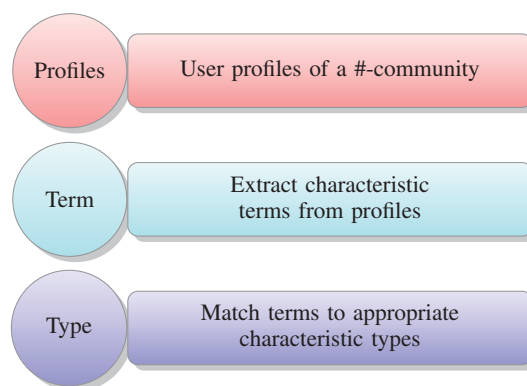 Profiles
User profiles of a #-community
Term
Extract characteristic
terms from profiles
Type
Match terms to appropriate
characteristic types